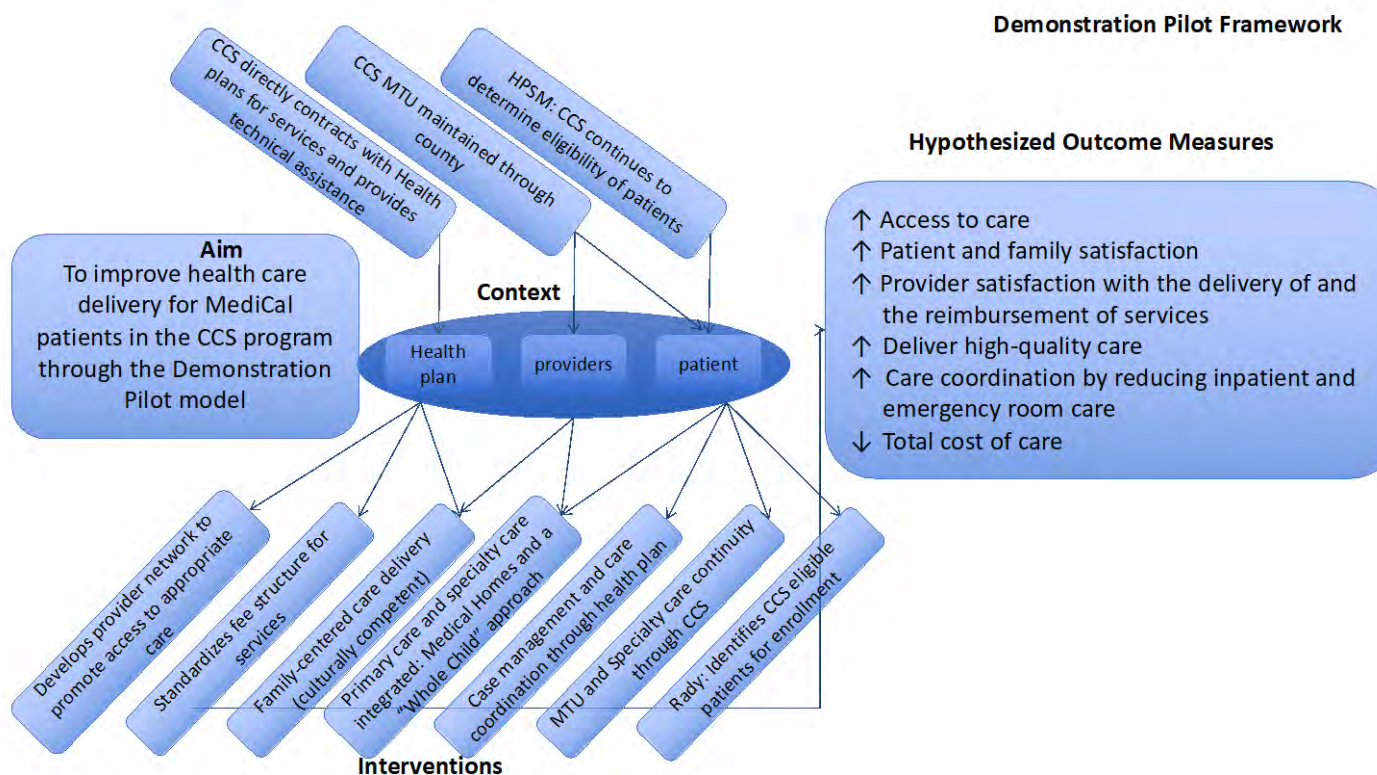 Demonstration Pilot Framework
CCS directly contracts with Health
plans for services and provides
technical assistance
CCS MTU maintained through
county
HPSM: CCS continues to
determine eligibility of patients
Hypothesized Outcome Measures
↑ Access to care
↑ Patient and family satisfaction
↑ Provider satisfaction with the delivery of and
the reimbursement of services
↑ Deliver high-quality care
↑ Care coordination by reducing inpatient and
emergency room care
↓ Total cost of care
Aim
To improve health care
delivery for MediCal
patients in the CCS program
through the Demonstration
Pilot model
Context
Health
plan
providers
patient
Develops provider network to
promote access to appropriate
care
Standardizes fee structure for
services
Family-centered care delivery
(culturally competent)
Primary care and specialty care
integrated: Medical Homes and a
“Whole Child” approach
Case management and care
coordination through health plan
MTU and Specialty care continuity
through CCS
Rady: Identifies CCS eligible
patients for enrollment
Interventions